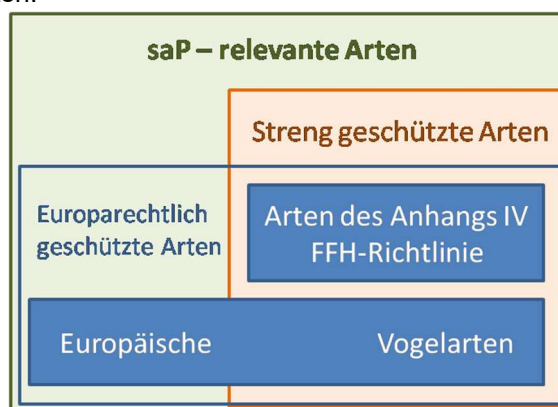 saP – relevante Arten
Streng geschützte Arten
Europarechtlich
geschützte Arten
Arten des Anhangs IV
FFH-Richtlinie
Europäische Vogelarten